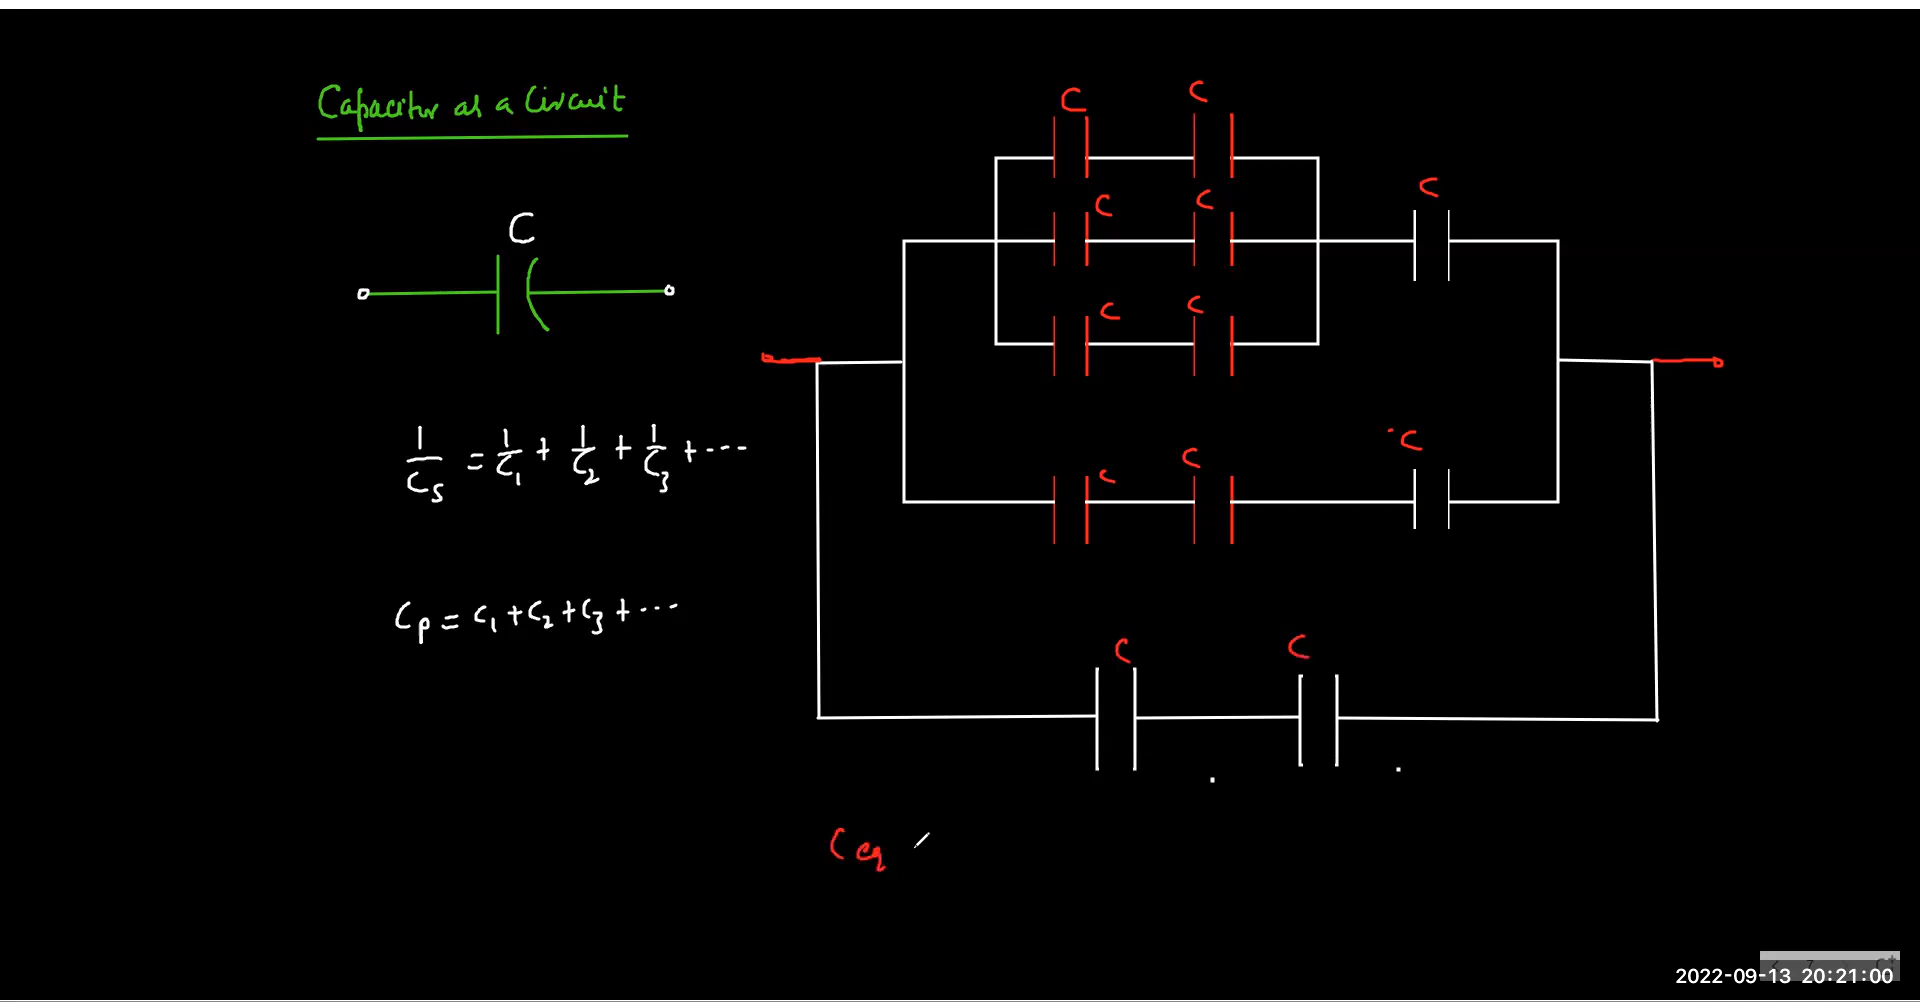 Capacitor as a Circuit
C
1/Cs = 1/C1 + 1/C2 + 1/C3 + ...
Cp = C1 + C2 + C3 + ...
C C
C C
C
C C
C C C
C C
Ceq
2022-09-13 20:21:00